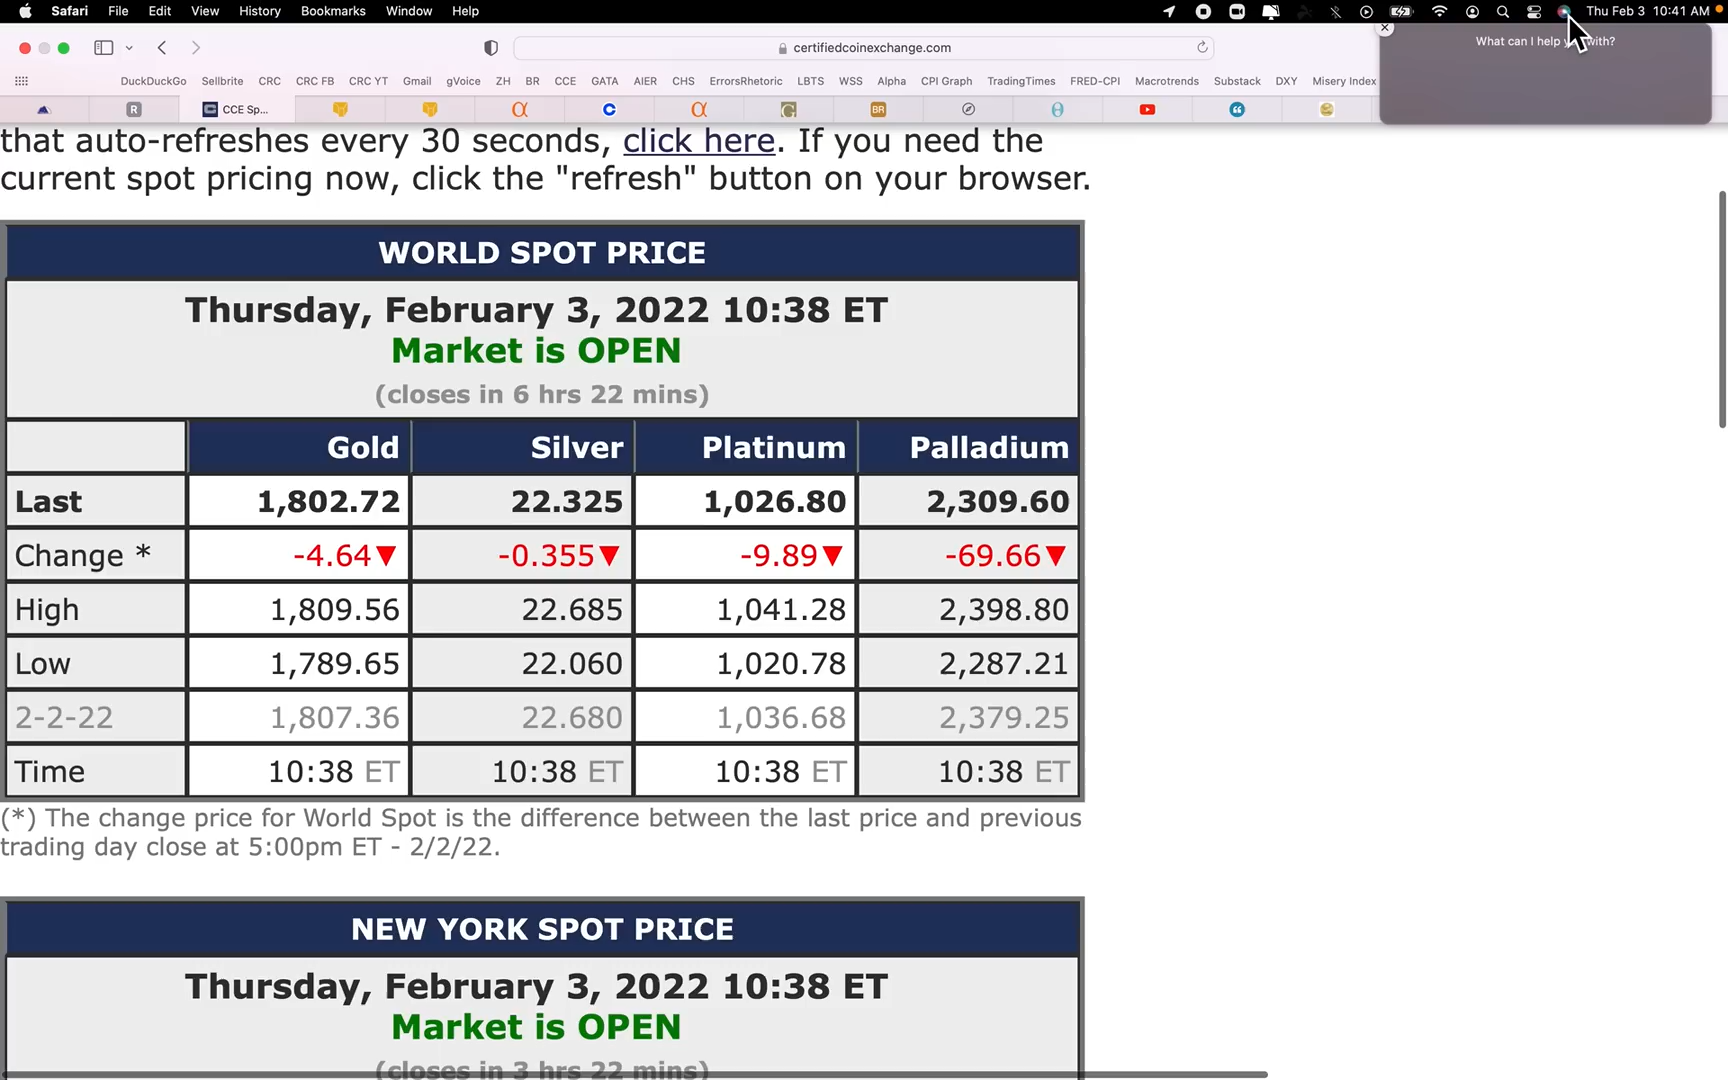 Safari File Edit View History Bookmarks Window Help Thu Feb 3 10:41 AM
certifiedcoinexchange.com
What can I help you with?
DuckDuckGo Sellbrite CRC CRC FB CRC YT Gmail gVoice ZH BR CCE GATA AIER CHS ErrorsRhetoric LBTS WSS Alpha CPI Graph TradingTimes FRED-CPI Macrotrends Substack DXY Misery Index
CCE Sp...
that auto-refreshes every 30 seconds, click here. If you need the
current spot pricing now, click the "refresh" button on your browser.
WORLD SPOT PRICE
Thursday, February 3, 2022 10:38 ET
Market is OPEN
(closes in 6 hrs 22 mins)
Gold Silver Platinum Palladium
Last 1,802.72 22.325 1,026.80 2,309.60
Change * -4.64▼ -0.355▼ -9.89▼ -69.66▼
High 1,809.56 22.685 1,041.28 2,398.80
Low 1,789.65 22.060 1,020.78 2,287.21
2-2-22 1,807.36 22.680 1,036.68 2,379.25
Time 10:38 ET 10:38 ET 10:38 ET 10:38 ET
(*) The change price for World Spot is the difference between the last price and previous
trading day close at 5:00pm ET - 2/2/22.
NEW YORK SPOT PRICE
Thursday, February 3, 2022 10:38 ET
Market is OPEN
(closes in 3 hrs 22 mins)